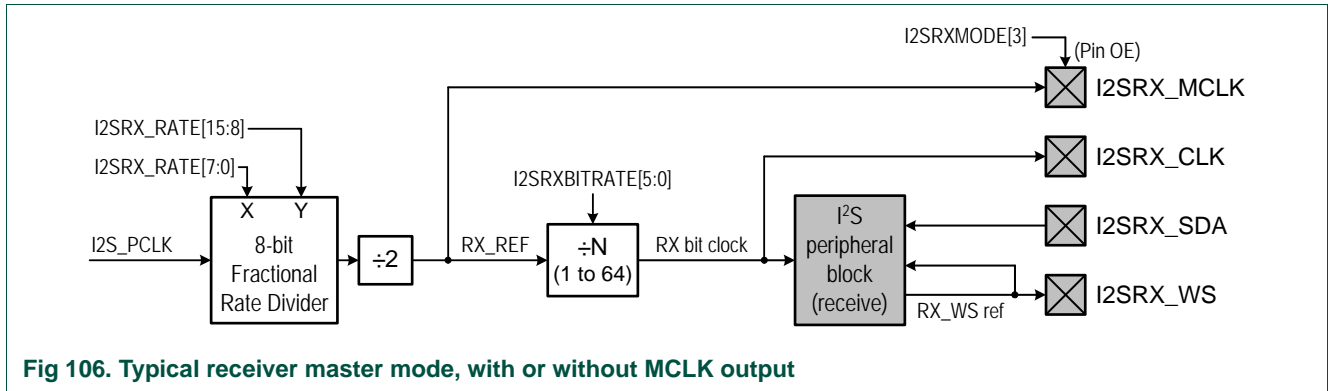 I2SRXMODE[3]
(Pin OE)
I2SRX_MCLK
I2SRX_RATE[15:8]
I2SRX_RATE[7:0]
I2SRX_CLK
I2SRXBITRATE[5:0]
X Y
8-bit
Fractional
Rate Divider
I2S_PCLK
÷2
RX_REF
÷N
(1 to 64)
RX bit clock
I²S
peripheral
block
(receive)
I2SRX_SDA
I2SRX_WS
RX_WS ref
Fig 106. Typical receiver master mode, with or without MCLK output